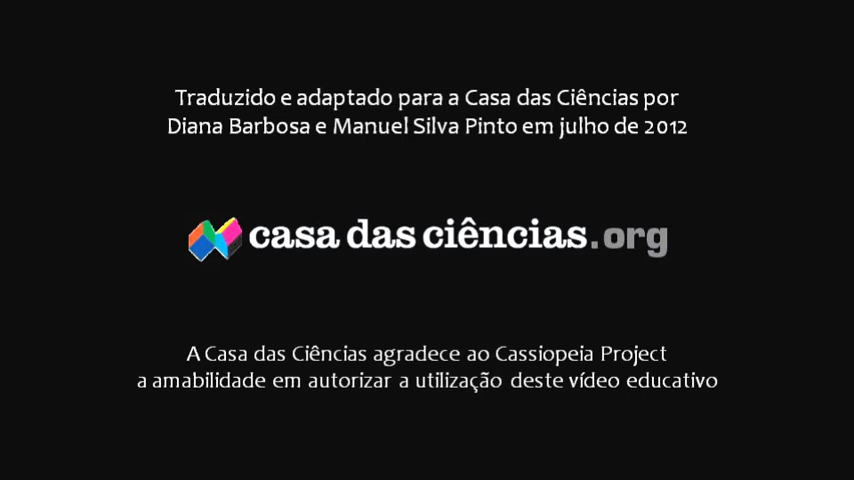 Traduzido e adaptado para a Casa das Ciências por
Diana Barbosa e Manuel Silva Pinto em julho de 2012
casa das ciências.org
A Casa das Ciências agradece ao Cassiopeia Project
a amabilidade em autorizar a utilização deste vídeo educativo